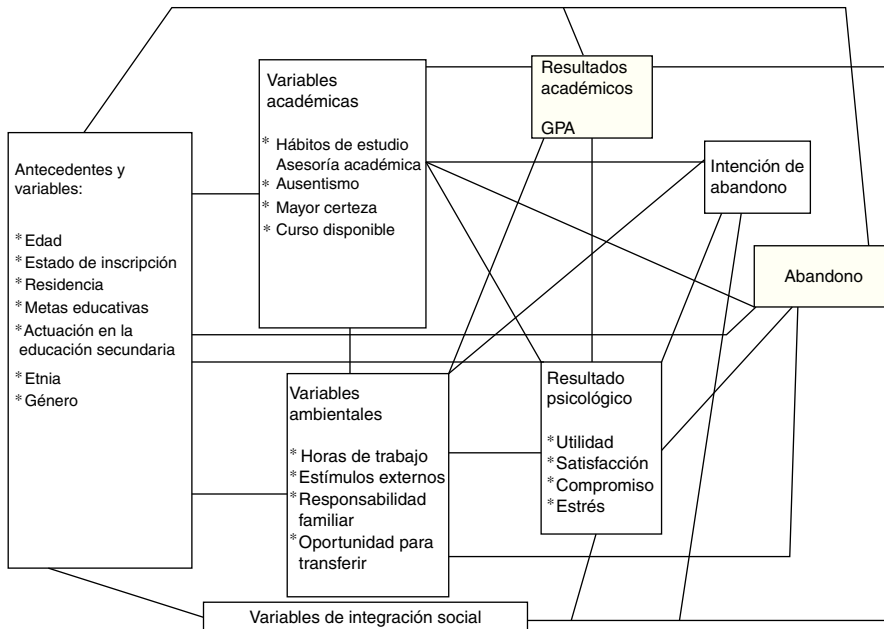 Antecedentes y
variables:
*Edad
*Estado de inscripción
*Residencia
*Metas educativas
*Actuación en la
educación secundaria
*Etnia
*Género
Variables
académicas
* Hábitos de estudio
Asesoría académica
* Ausentismo
* Mayor certeza
* Curso disponible
Variables
ambientales
* Horas de trabajo
* Estímulos externos
* Responsabilidad
familiar
* Oportunidad para
transferir
Resultados
académicos
GPA
Resultado
psicológico
*Utilidad
*Satisfacción
*Compromiso
*Estrés
Intención de
abandono
Abandono
Variables de integración social